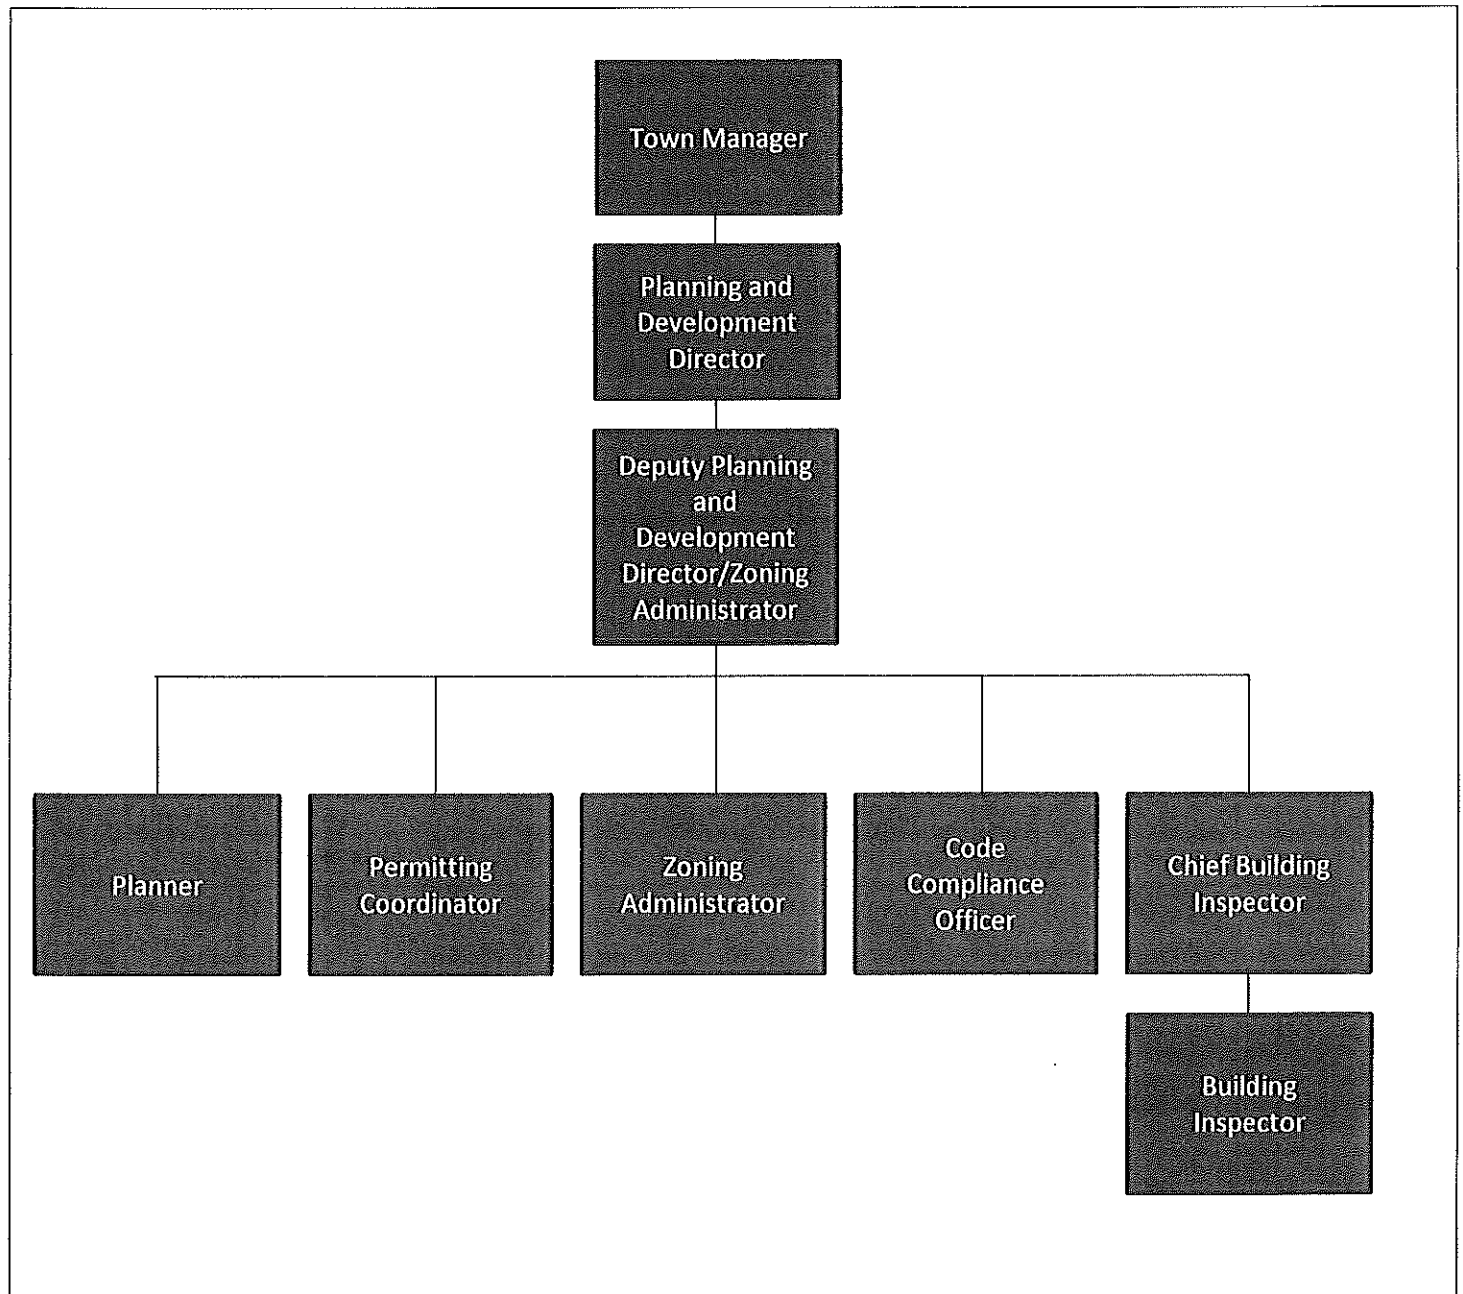 Town Manager
Planning and
Development
Director
Deputy Planning
and
Development
Director/Zoning
Administrator
Planner
Permitting
Coordinator
Zoning
Administrator
Code
Compliance
Officer
Chief Building
Inspector
Building
Inspector